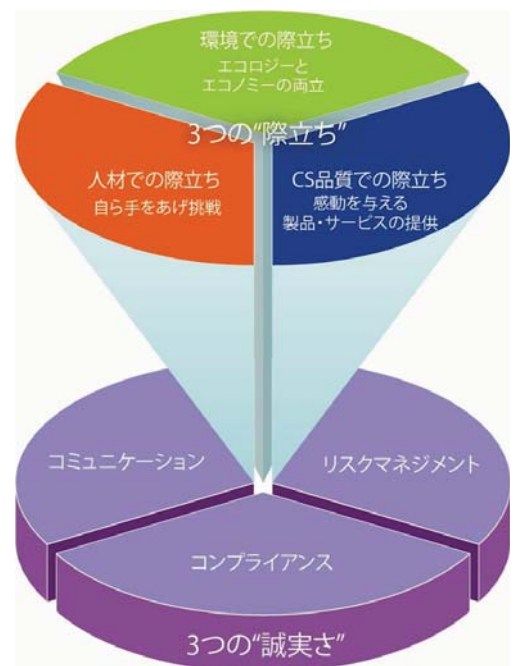 環境での際立ち
エコロジーと
エコノミーの両立
3つの“際立ち”
人材での際立ち
自ら手をあげ挑戦
CS品質での際立ち
感動を与える
製品・サービスの提供
コミュニケーション
リスクマネジメント
コンプライアンス
3つの“誠実さ”